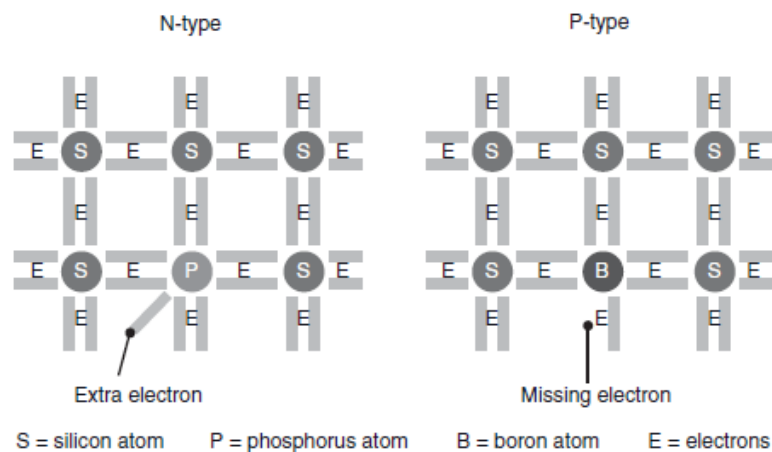 N-type P-type
E E E E E E
E S E S E S E E S E S E S E
E E E E E E
E S E P E S E E S E B E S E
E E E E E E
Extra electron Missing electron
S = silicon atom P = phosphorus atom B = boron atom E = electrons